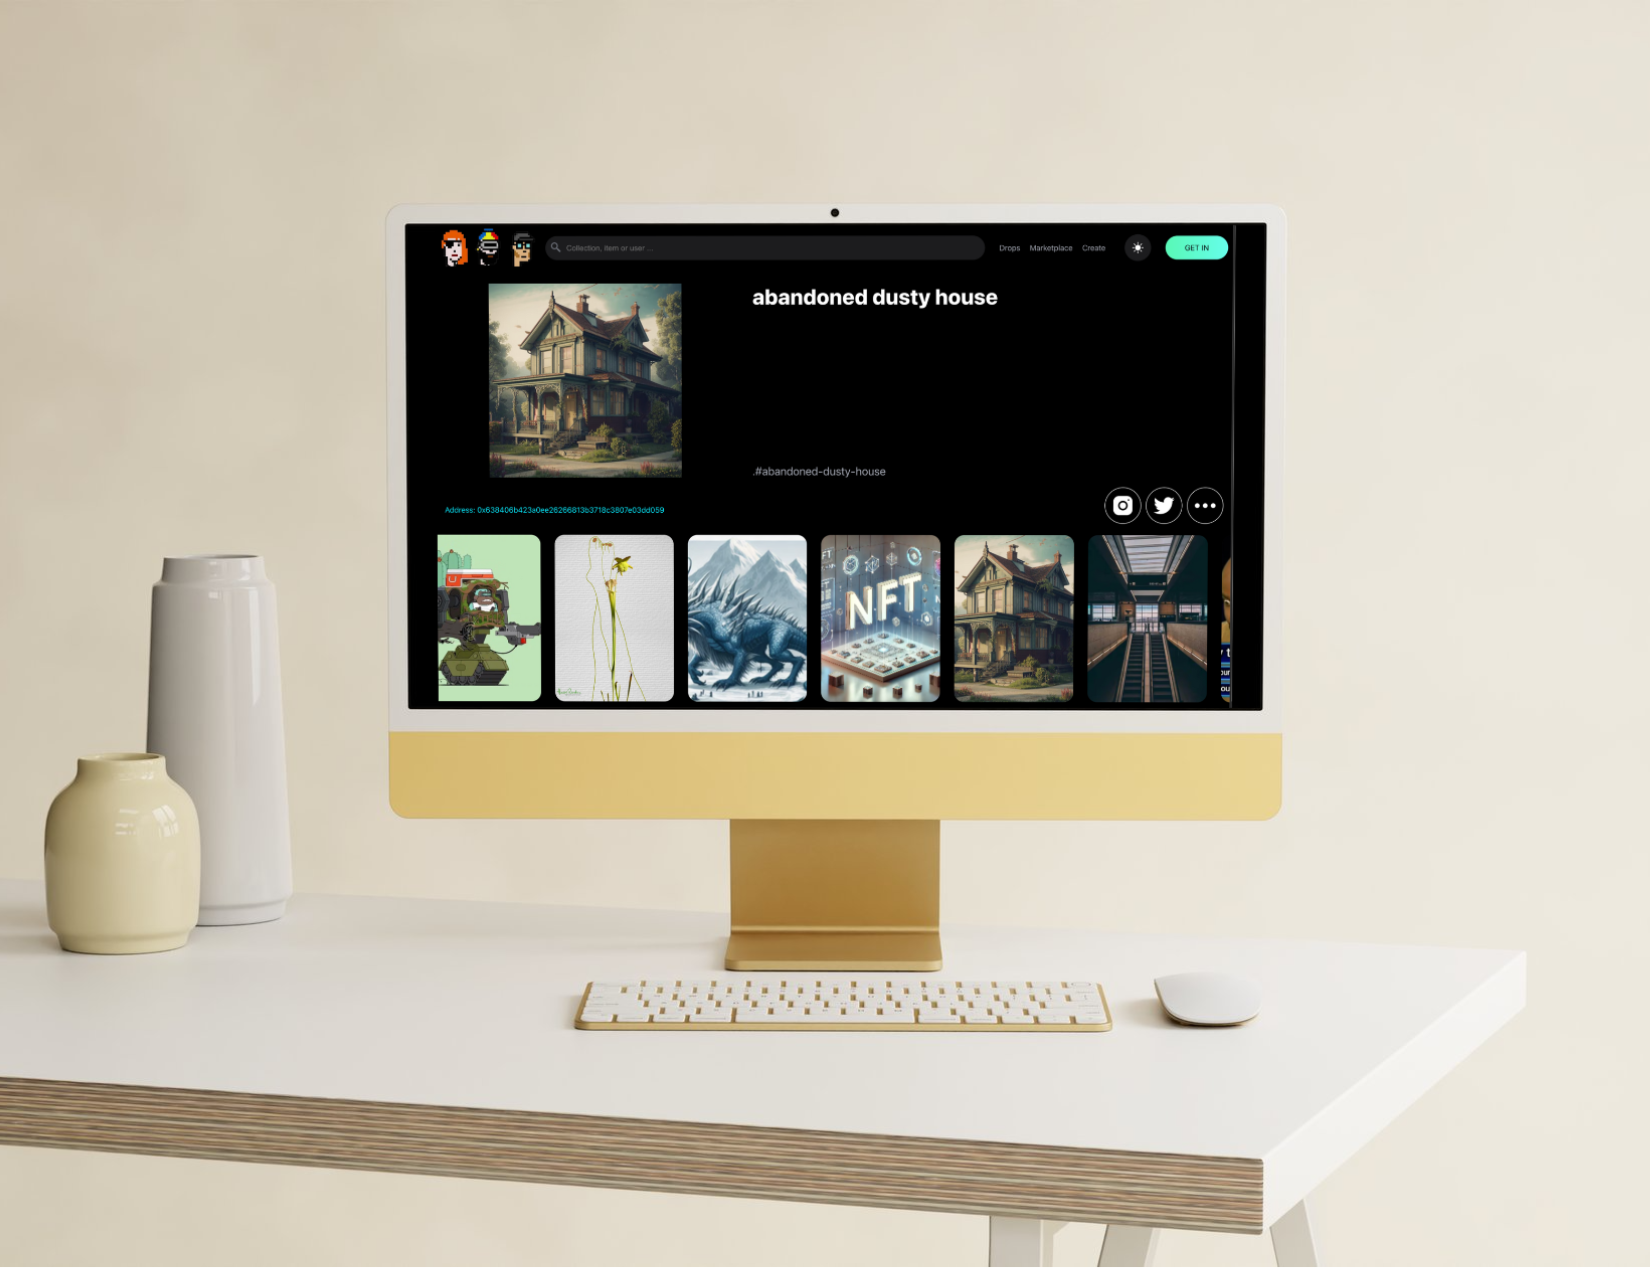 Collection, item or user ...
Drops
Marketplace
Create
GET IN
abandoned dusty house
.#abandoned-dusty-house
Address: 0x638406b423a0ee26266813b3718c3807e03dd059
NFT